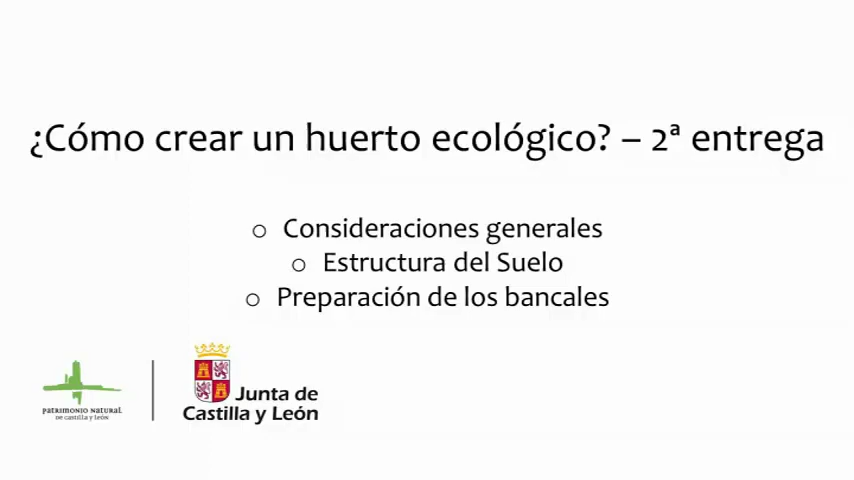 ¿Cómo crear un huerto ecológico? – 2ª entrega
o Consideraciones generales
o Estructura del Suelo
o Preparación de los bancales
PATRIMONIO NATURAL
DE CASTILLA Y LEÓN
Junta de
Castilla y León